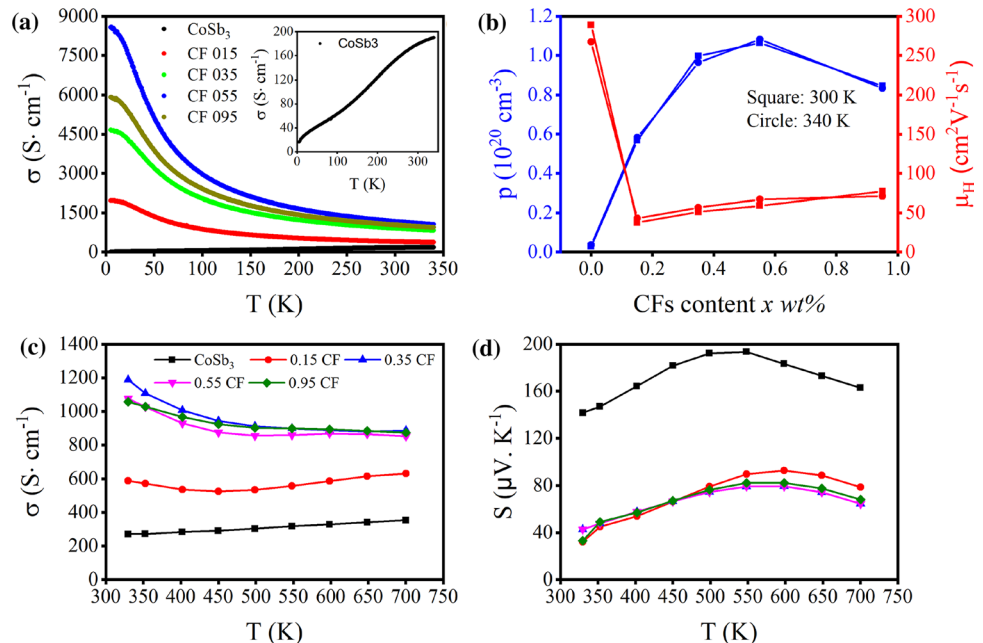 (a)
9000
7500
6000
4500
3000
1500
0
σ (S· cm⁻¹)
CoSb₃
CF 015
CF 035
CF 055
CF 095
200
160
120
80
40
0
σ (S· cm⁻¹)
CoSb3
0 100 200 300
T (K)
0 50 100 150 200 250 300 350
T (K)
(b)
1.2
1.0
0.8
0.6
0.4
0.2
0.0
p (10²⁰ cm⁻³)
Square: 300 K
Circle: 340 K
300
250
200
150
100
50
0
μH (cm²V⁻¹s⁻¹)
0.0 0.2 0.4 0.6 0.8 1.0
CFs content x wt%
(c)
1400
1200
1000
800
600
400
200
0
σ (S· cm⁻¹)
CoSb₃ 0.15 CF 0.35 CF
0.55 CF 0.95 CF
300 350 400 450 500 550 600 650 700 750
T (K)
(d)
200
160
120
80
40
0
S (μV. K⁻¹)
300 350 400 450 500 550 600 650 700 750
T (K)